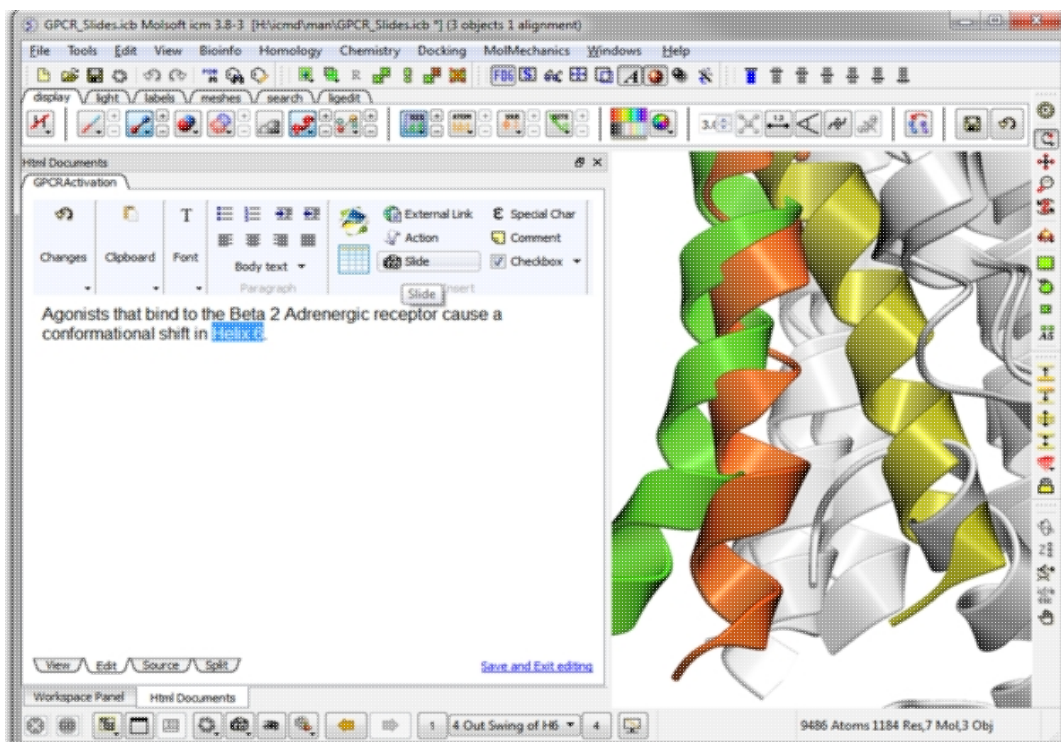 GPCR_Slides.icb Molsoft icm 3.8-3 [H:\icmd\man\GPCR_Slides.icb *] (3 objects 1 alignment)
File Tools Edit View Bioinfo Homology Chemistry Docking MolMechanics Windows Help
display light labels meshes search ligedit
Html Documents
GPCRActivation
External Link Special Char
T Action Comment
Changes Clipboard Font Body text Slide Checkbox
Paragraph Slide Insert
Agonists that bind to the Beta 2 Adrenergic receptor cause a
conformational shift in Helix 6.
View Edit Source Split Save and Exit editing
Workspace Panel Html Documents
1 4 Out Swing of H6 4 9486 Atoms 1184 Res,7 Mol,3 Obj